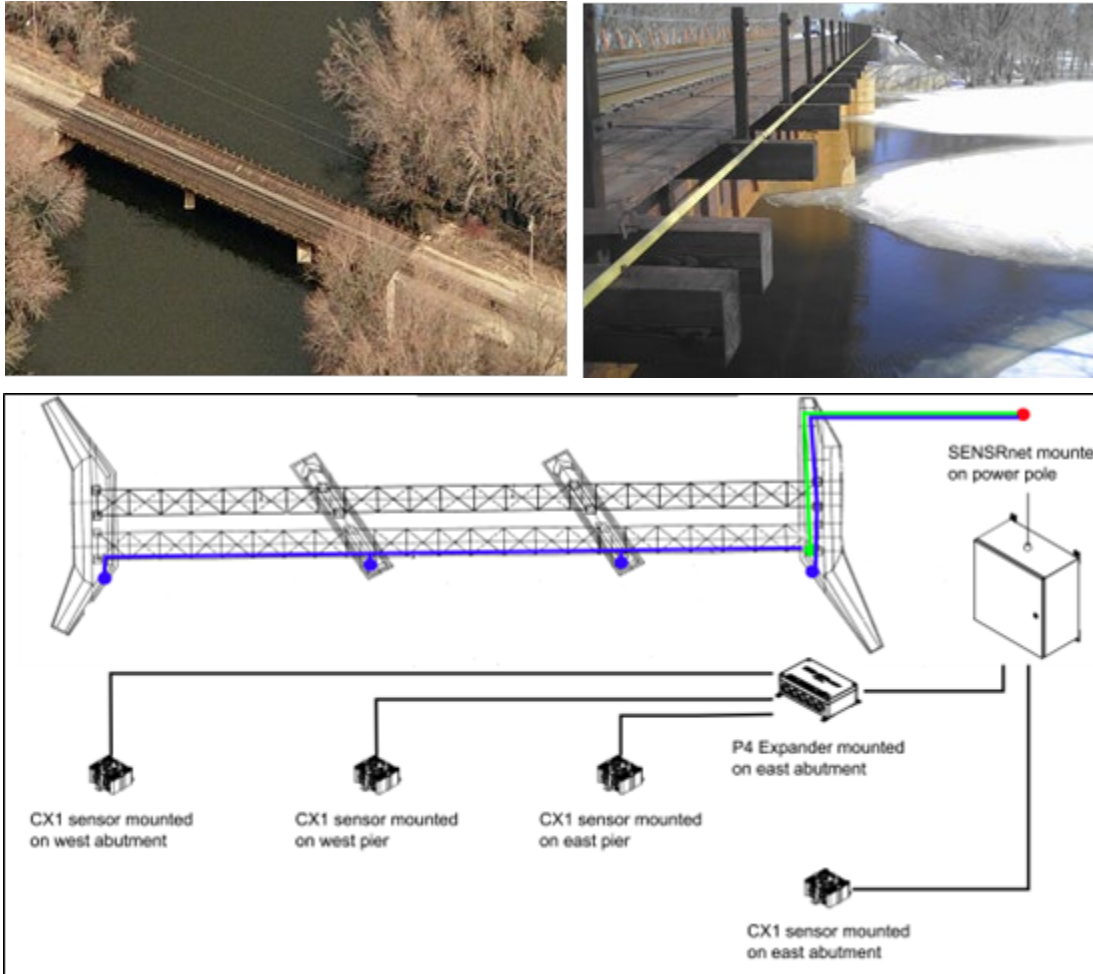 SENSRnet mounte
on power pole
P4 Expander mounted
on east abutment
CX1 sensor mounted
on west abutment
CX1 sensor mounted
on west pier
CX1 sensor mounted
on east pier
CX1 sensor mounted
on east abutment